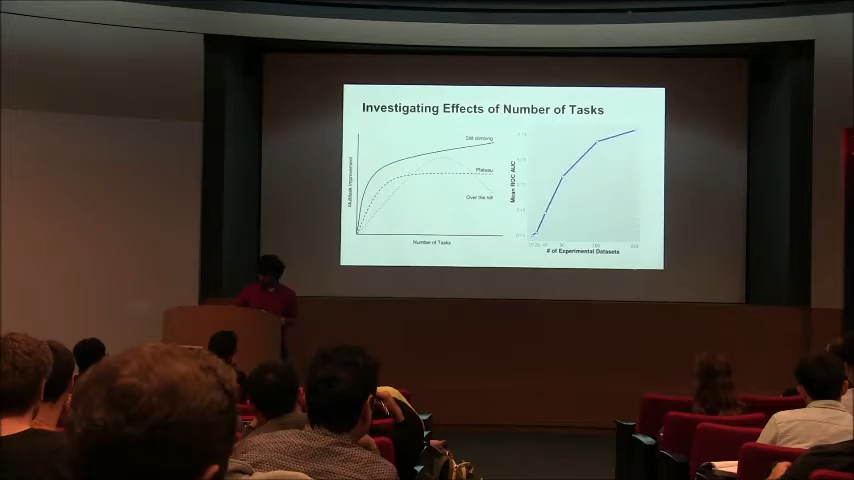 Investigating Effects of Number of Tasks
Still climbing
Plateau
Over the hill
Multitask Improvement
Number of Tasks
Mean ROC AUC
# of Experimental Datasets